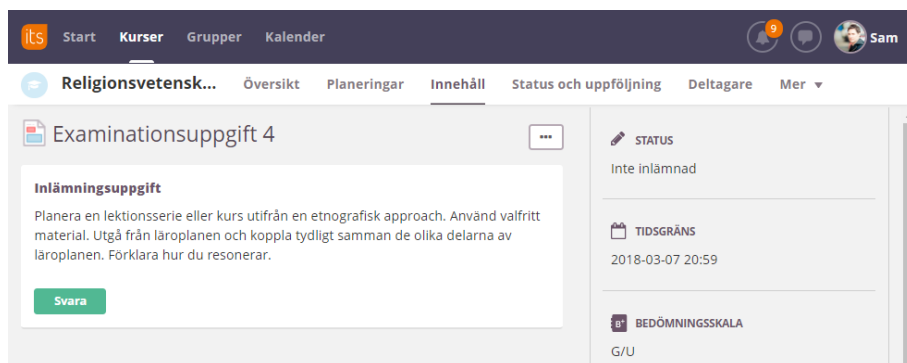 its Start Kurser Grupper Kalender 9 Sam
Religionsvetensk... Översikt Planeringar Innehåll Status och uppföljning Deltagare Mer
Examinationsuppgift 4
Inlämningsuppgift
Planera en lektionsserie eller kurs utifrån en etnografisk approach. Använd valfritt
material. Utgå från läroplanen och koppla tydligt samman de olika delarna av
läroplanen. Förklara hur du resonerar.
Svara
STATUS
Inte inlämnad
TIDSGRÄNS
2018-03-07 20:59
B+ BEDÖMNINGSSKALA
G/U